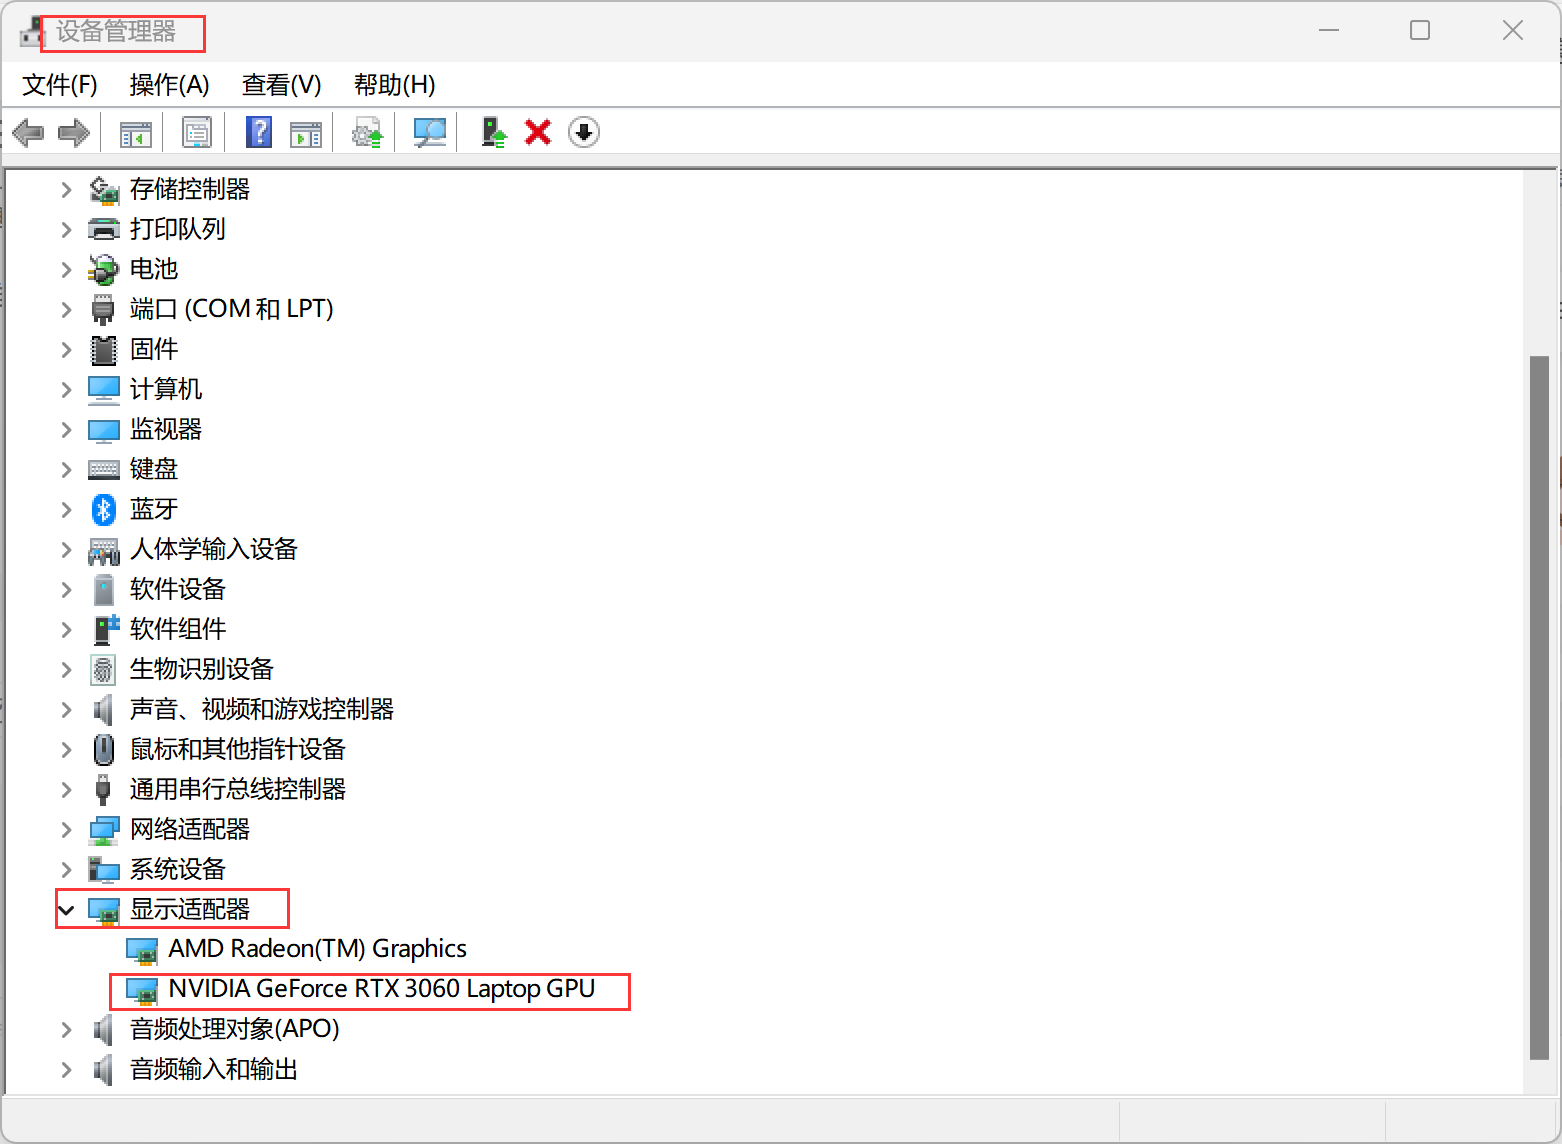 设备管理器
文件(F) 操作(A) 查看(V) 帮助(H)
存储控制器
打印队列
电池
端口 (COM 和 LPT)
固件
计算机
监视器
键盘
蓝牙
人体学输入设备
软件设备
软件组件
生物识别设备
声音、视频和游戏控制器
鼠标和其他指针设备
通用串行总线控制器
网络适配器
系统设备
显示适配器
AMD Radeon(TM) Graphics
NVIDIA GeForce RTX 3060 Laptop GPU
音频处理对象(APO)
音频输入和输出